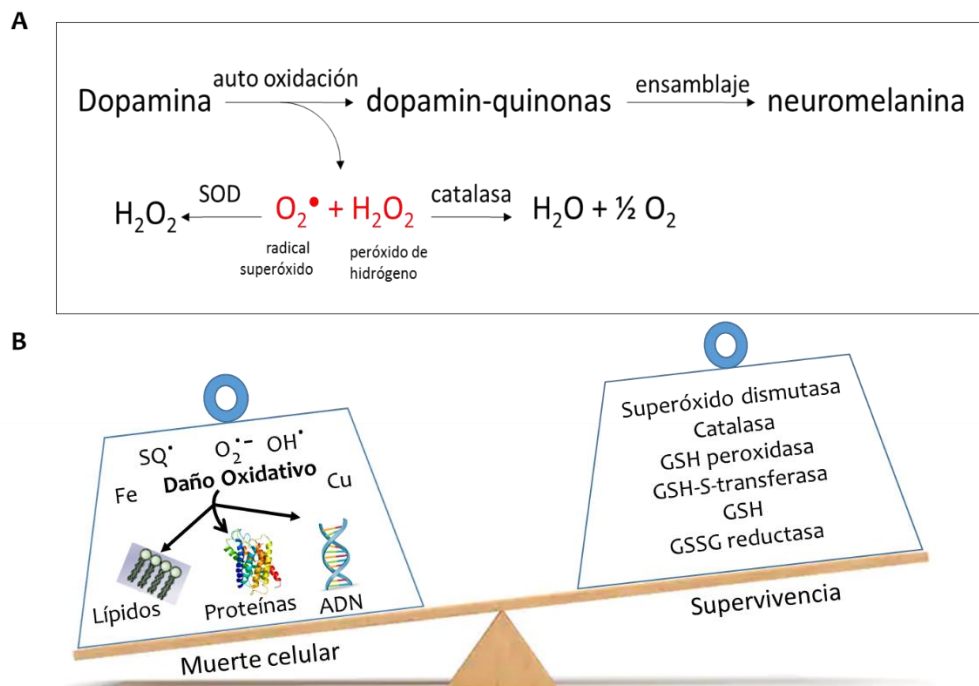 A
Dopamina
auto oxidación
dopamin-quinonas
ensamblaje
neuromelanina
H₂O₂
SOD
O₂• + H₂O₂
catalasa
H₂O + ½ O₂
radical
superóxido
peróxido de
hidrógeno
B
SQ•
O₂•−
OH•
Fe
Daño Oxidativo
Cu
Lípidos
Proteínas
ADN
Muerte celular
Superóxido dismutasa
Catalasa
GSH peroxidasa
GSH-S-transferasa
GSH
GSSG reductasa
Supervivencia